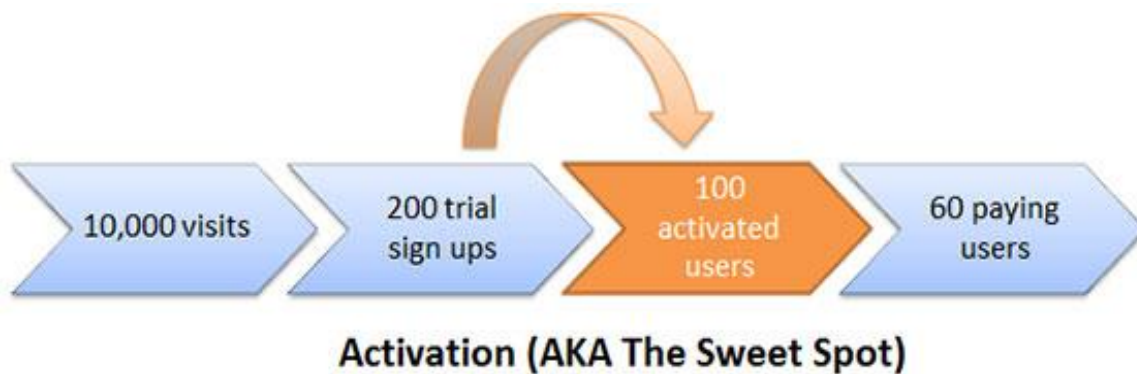 10,000 visits
200 trial
sign ups
100
activated
users
60 paying
users
Activation (AKA The Sweet Spot)